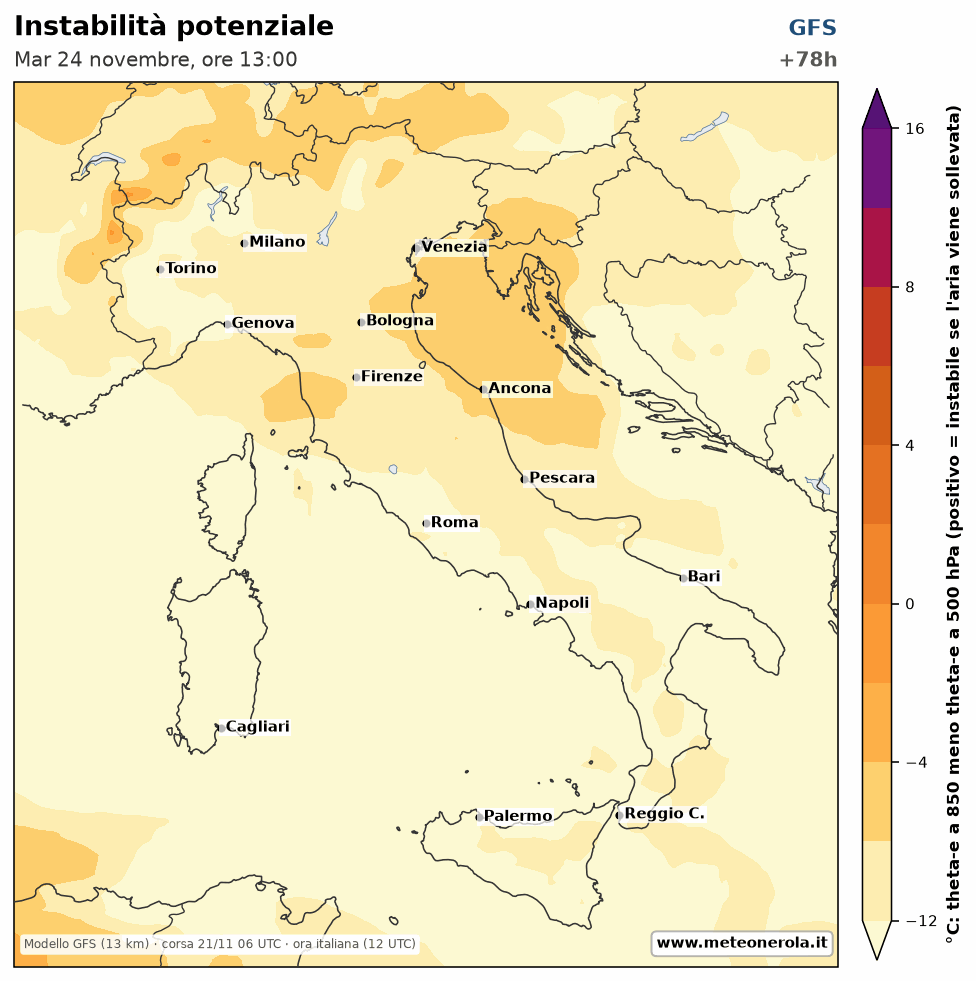 Instabilità potenziale
GFS
Mar 24 novembre, ore 13:00
+78h
Milano
Venezia
Torino
Genova
Bologna
Firenze
Ancona
Pescara
Roma
Bari
Napoli
Cagliari
Palermo
Reggio C.
Modello GFS (13 km) · corsa 21/11 06 UTC · ora italiana (12 UTC)
www.meteonerola.it
16
8
4
0
−4
−12
°C: theta-e a 850 meno theta-e a 500 hPa (positivo = instabile se l'aria viene sollevata)